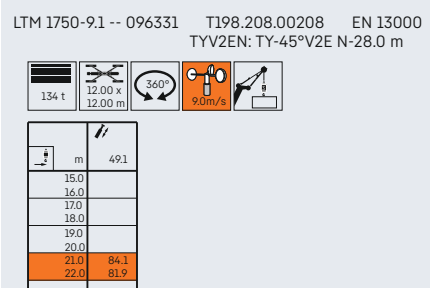 LTM 1750-9.1 -- 096331 T198.208.00208 EN 13000
TYV2EN: TY-45°V2E N-28.0 m
134 t
12.00 x
12.00 m
360°
9.0m/s
m 49.1
15.0
16.0
17.0
18.0
19.0
20.0
21.0 84.1
22.0 81.9